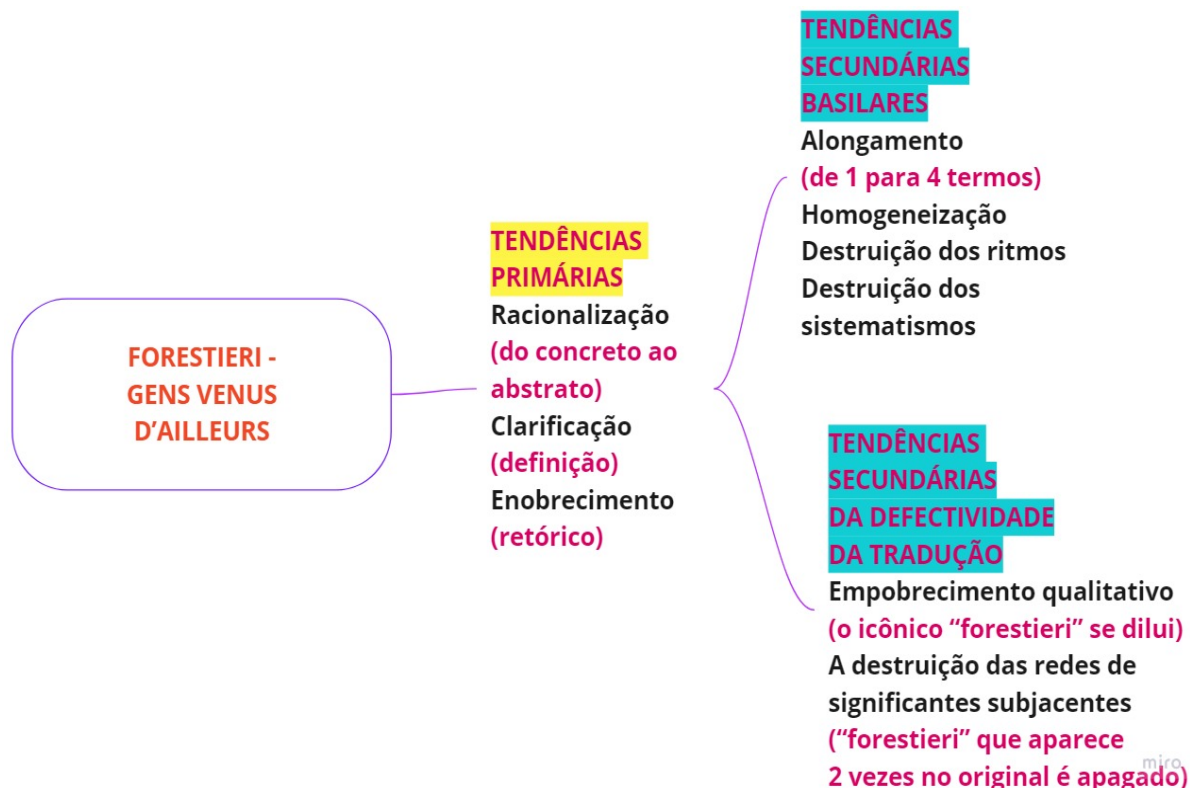 FORESTIERI -
GENS VENUS
D’AILLEURS
TENDÊNCIAS
PRIMÁRIAS
Racionalização
(do concreto ao
abstrato)
Clarificação
(definição)
Enobrecimento
(retórico)
TENDÊNCIAS
SECUNDÁRIAS
BASILARES
Alongamento
(de 1 para 4 termos)
Homogeneização
Destruição dos ritmos
Destruição dos
sistematismos
TENDÊNCIAS
SECUNDÁRIAS
DA DEFECTIVIDADE
DA TRADUÇÃO
Empobrecimento qualitativo
(o icônico “forestieri” se dilui)
A destruição das redes de
significantes subjacentes
(“forestieri” que aparece
2 vezes no original é apagado)
miro